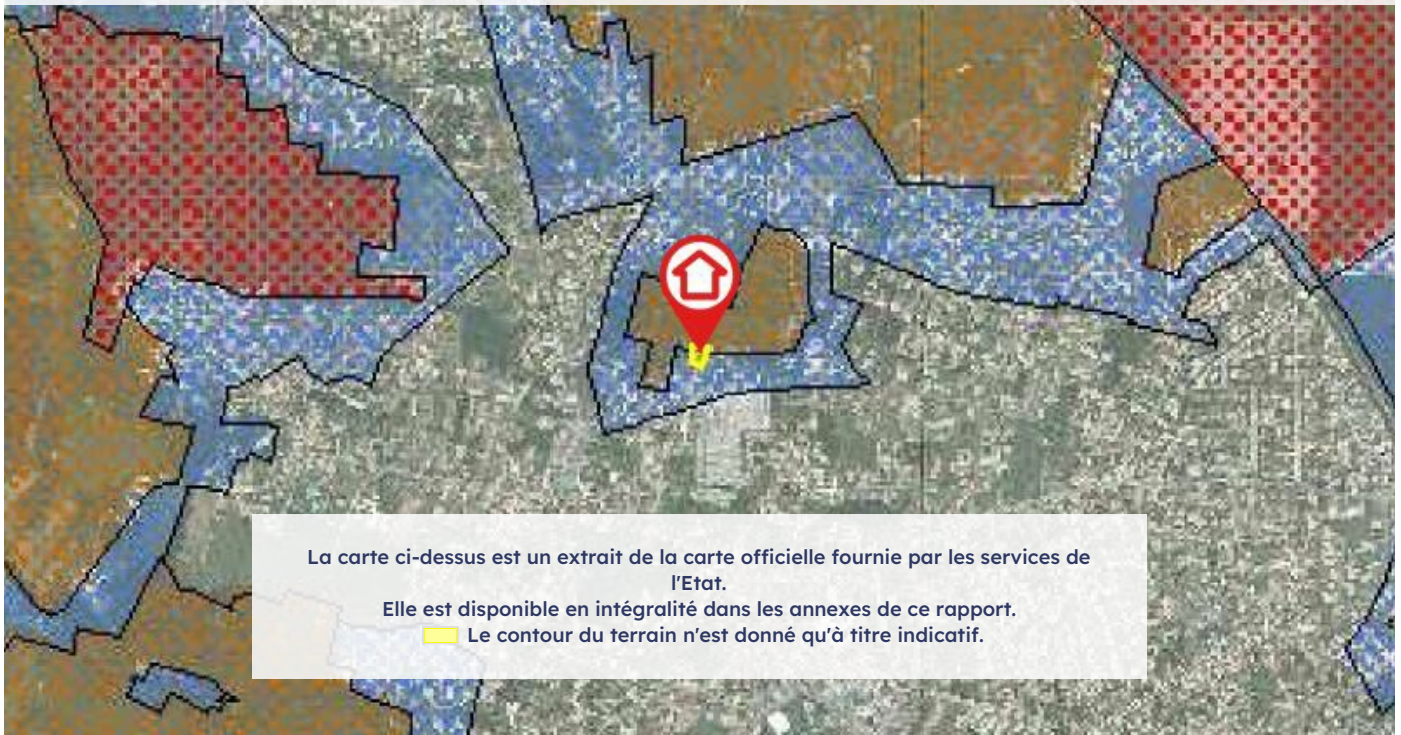 La carte ci-dessus est un extrait de la carte officielle fournie par les services de
l'Etat.
Elle est disponible en intégralité dans les annexes de ce rapport.
Le contour du terrain n'est donné qu'à titre indicatif.